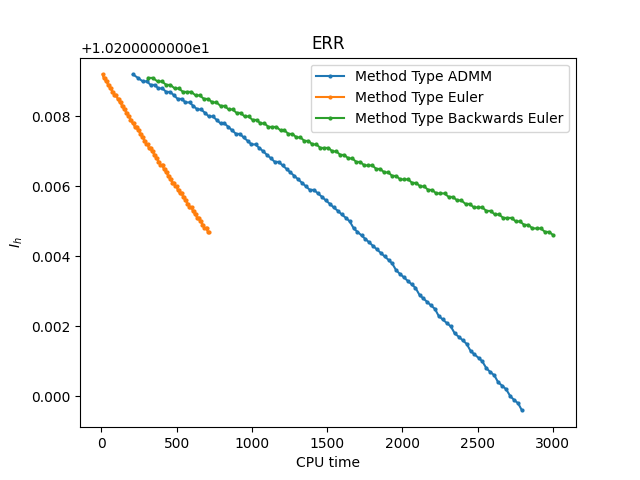 ERR
+1.0200000000e1
Method Type ADMM
Method Type Euler
Method Type Backwards Euler
0.008
0.006
0.004
0.002
0.000
I_h
0 500 1000 1500 2000 2500 3000
CPU time